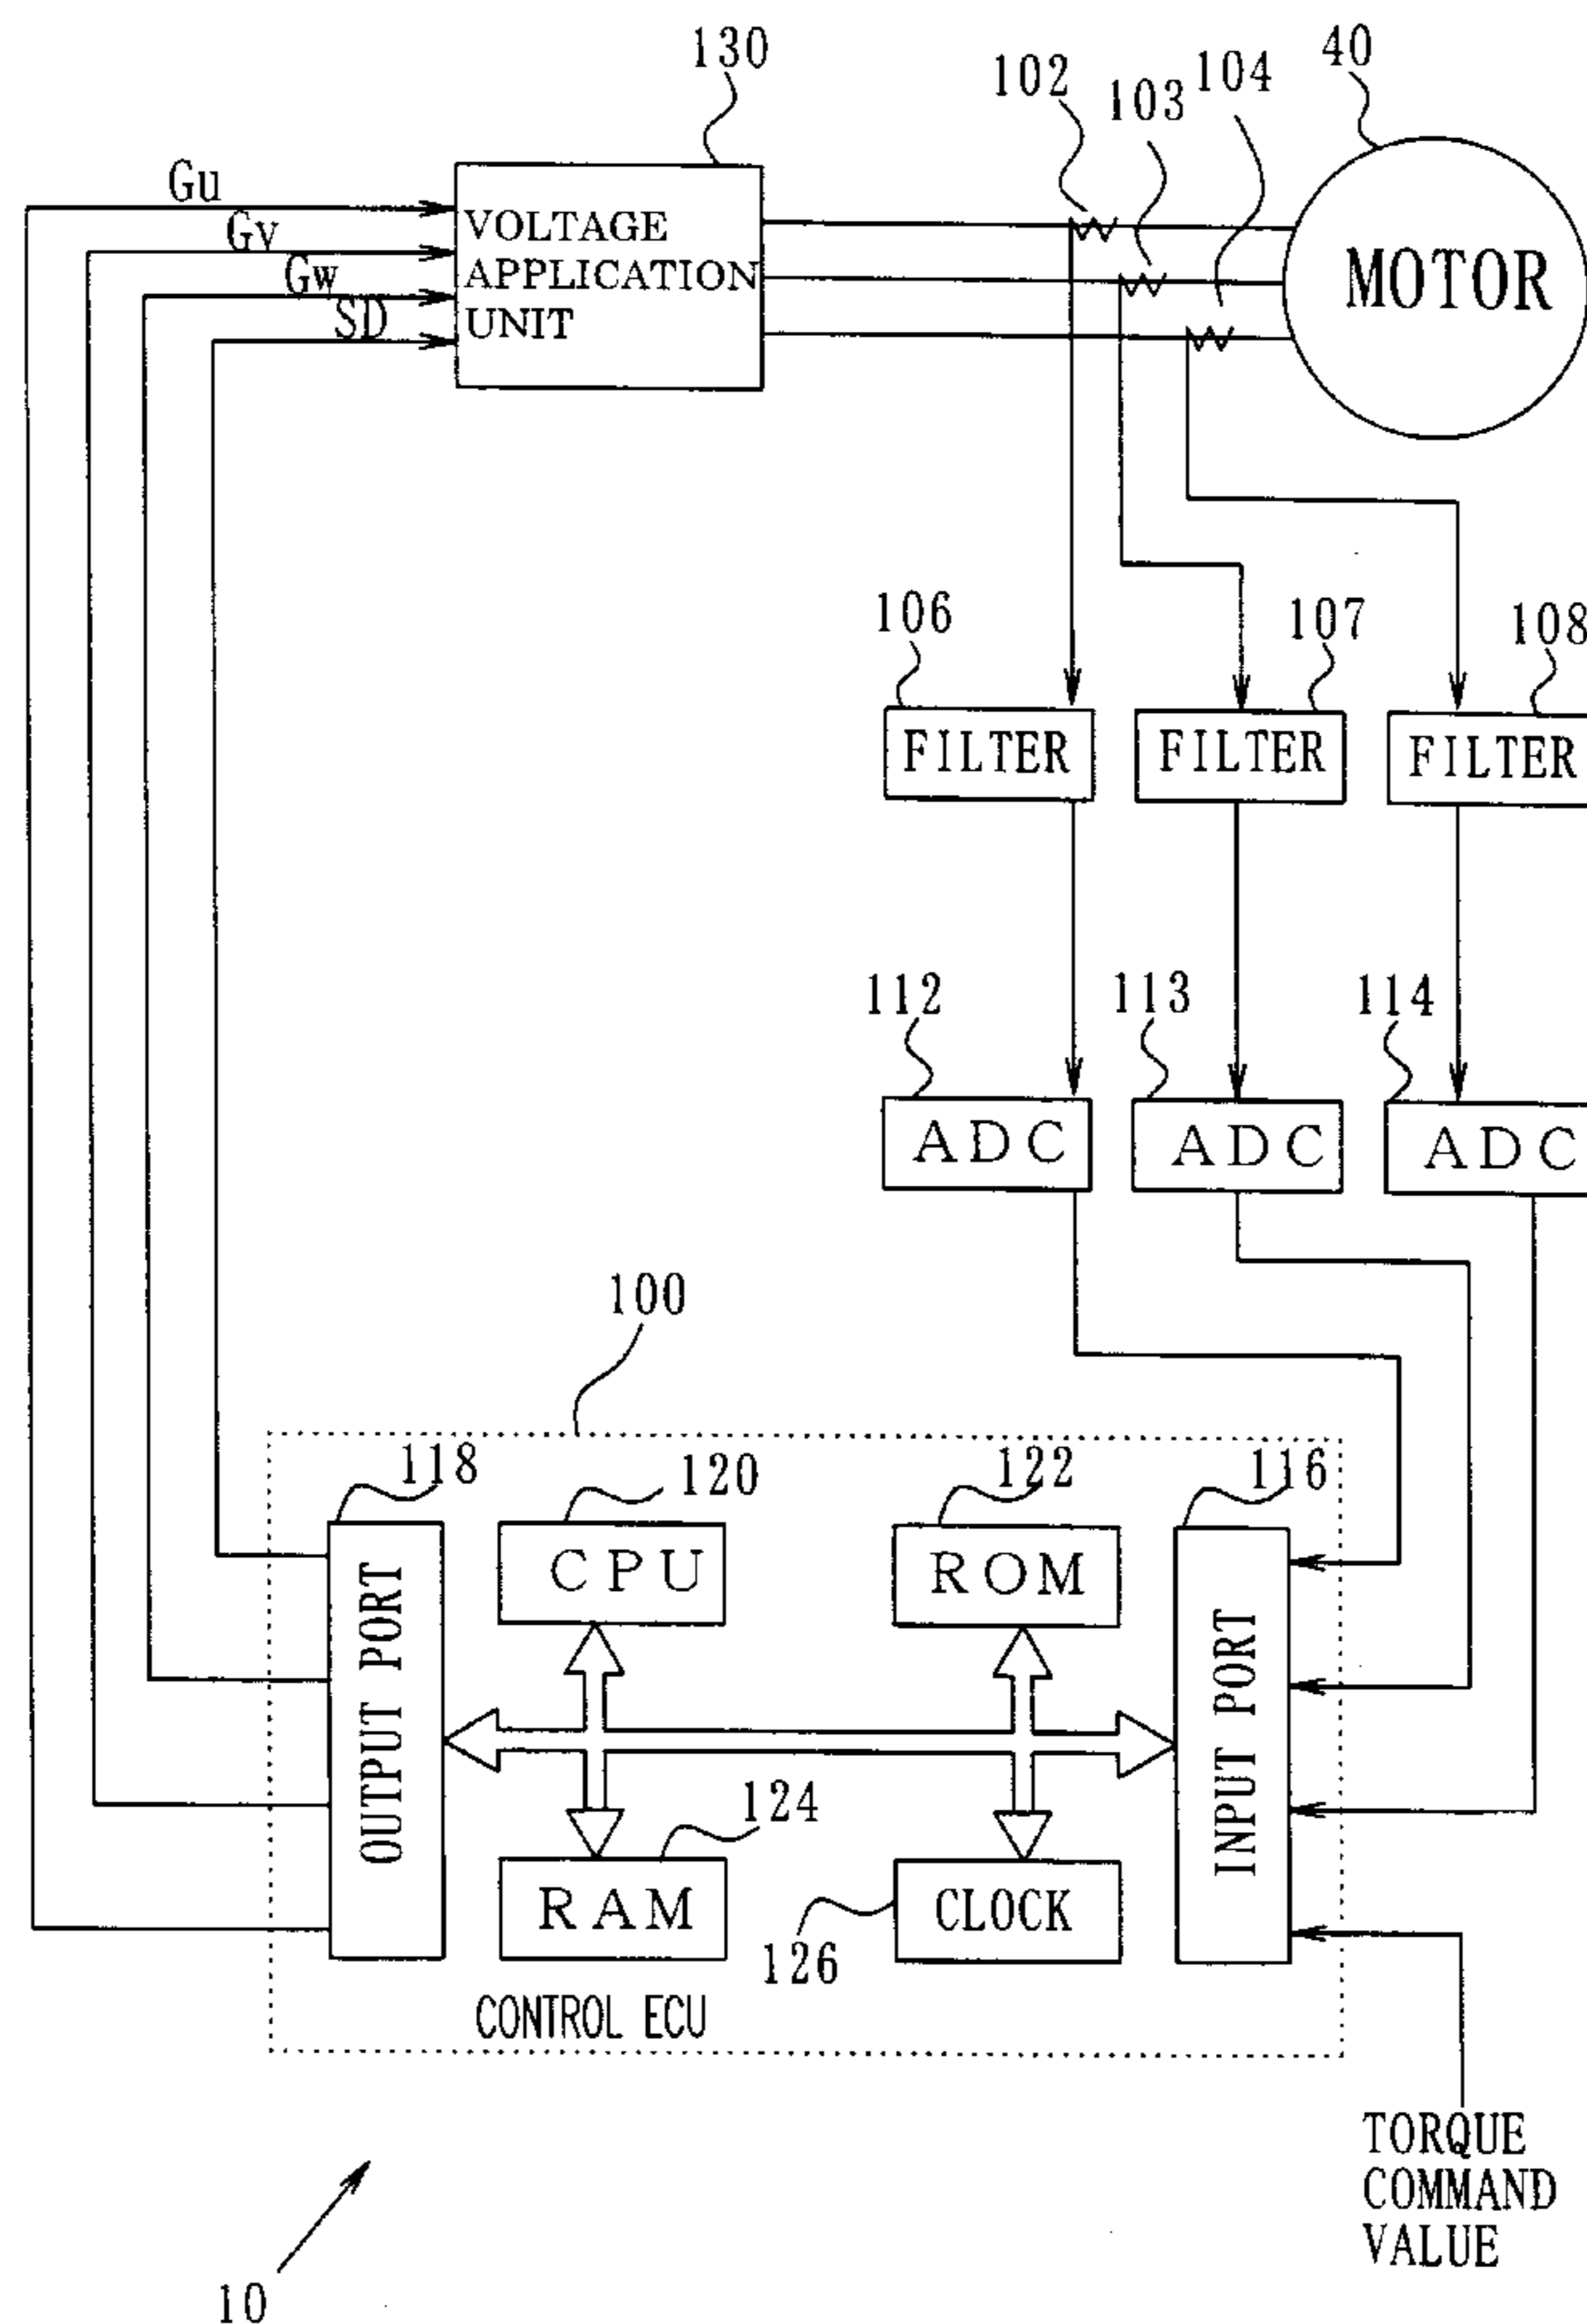 130
102
103
104
40
Gu
Gv
Gw
SD
VOLTAGE
APPLICATION
UNIT
MOTOR
106
107
108
FILTER
FILTER
FILTER
112
113
114
ADC
ADC
ADC
100
118
120
122
116
OUTPUT PORT
CPU
ROM
INPUT PORT
124
RAM
126
CLOCK
CONTROL ECU
TORQUE
COMMAND
VALUE
10